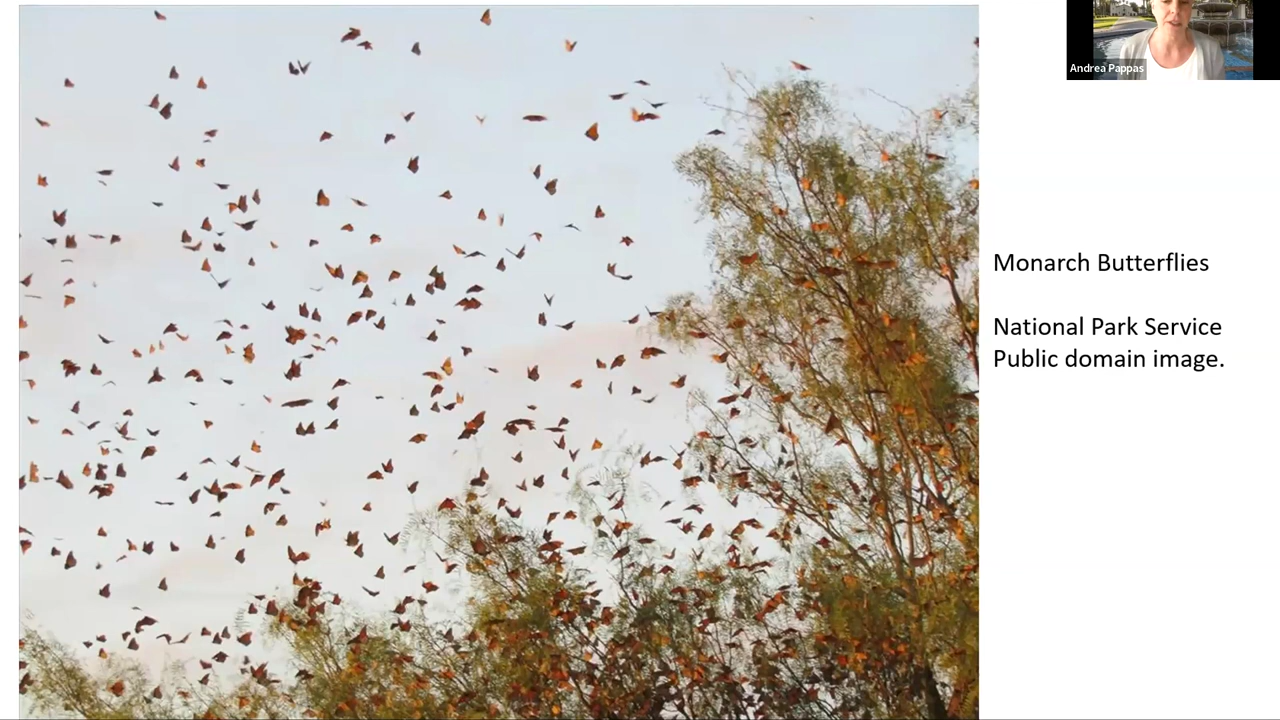 Andrea Pappas
Monarch Butterflies
National Park Service
Public domain image.